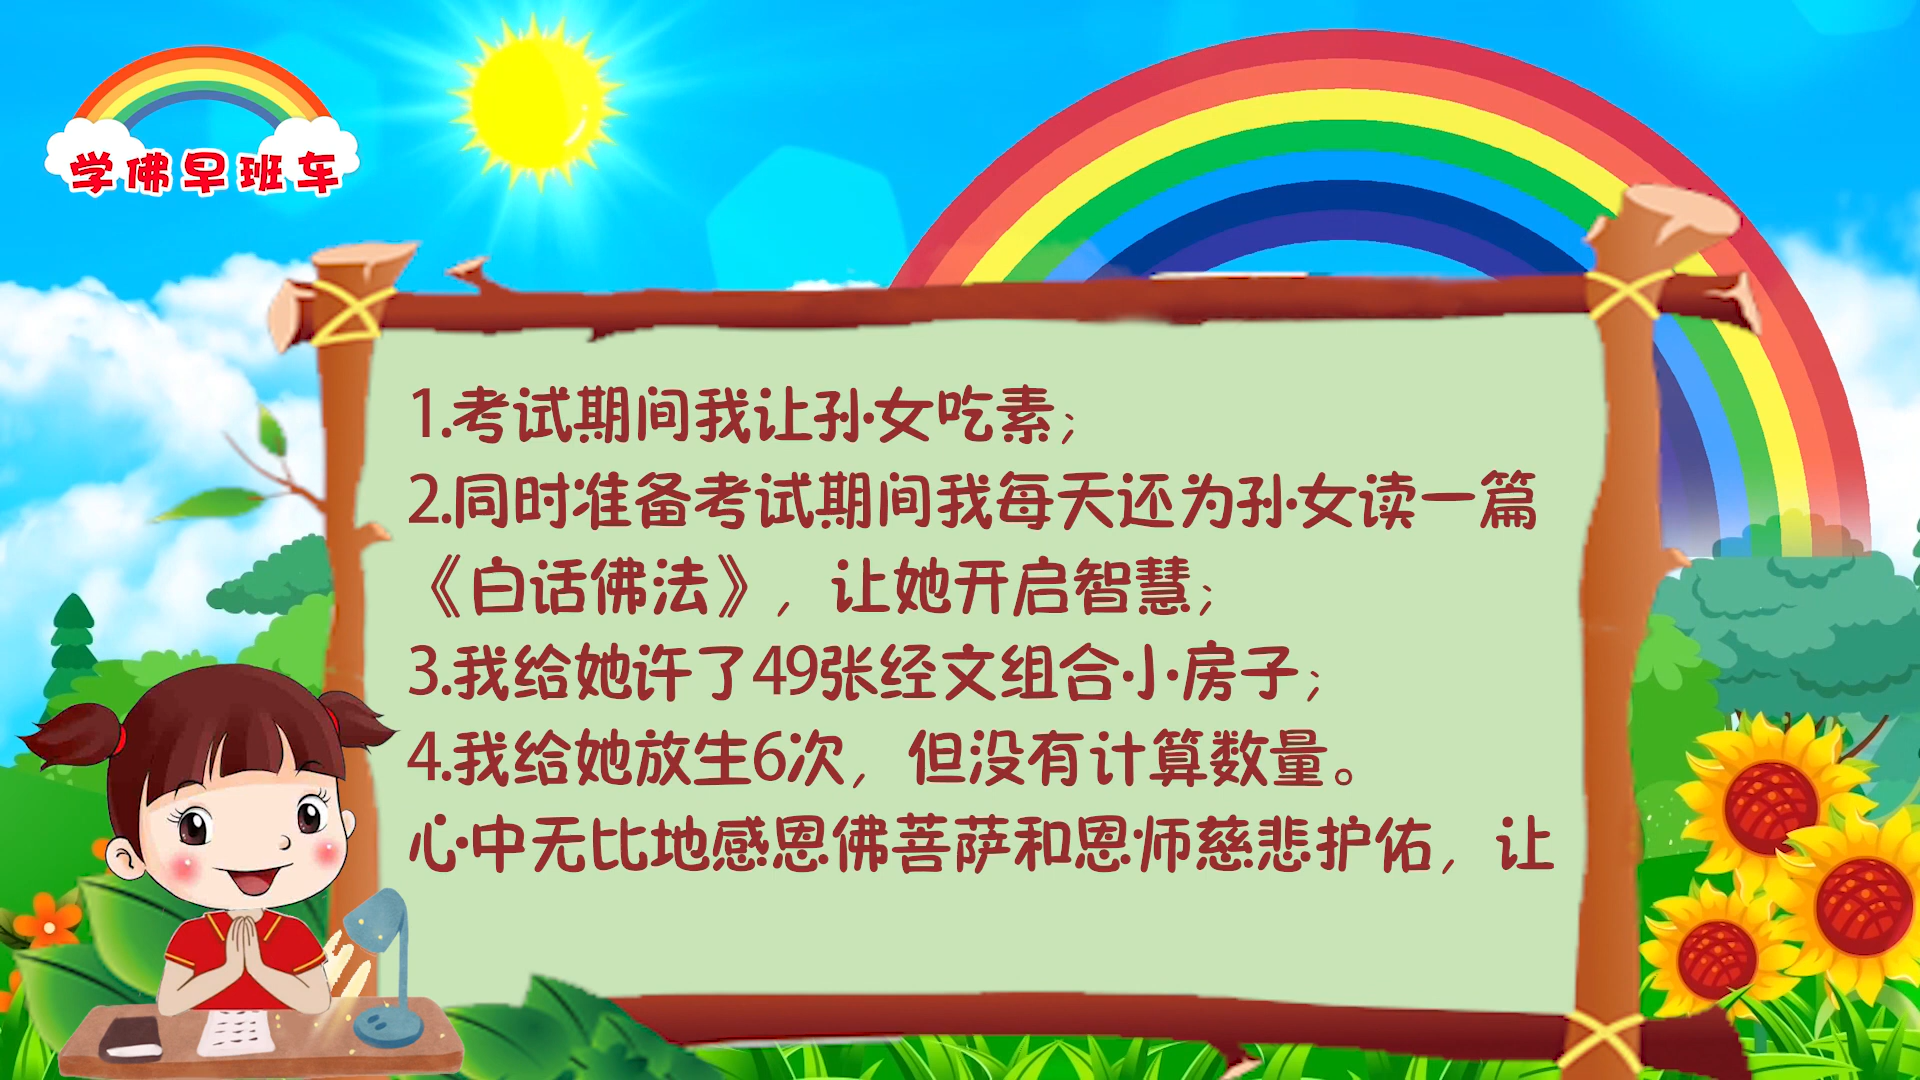 学佛早班车
1.考试期间我让孙女吃素；
2.同时准备考试期间我每天还为孙女读一篇
《白话佛法》，让她开启智慧；
3.我给她许了49张经文组合小房子；
4.我给她放生6次，但没有计算数量。
心中无比地感恩佛菩萨和恩师慈悲护佑，让